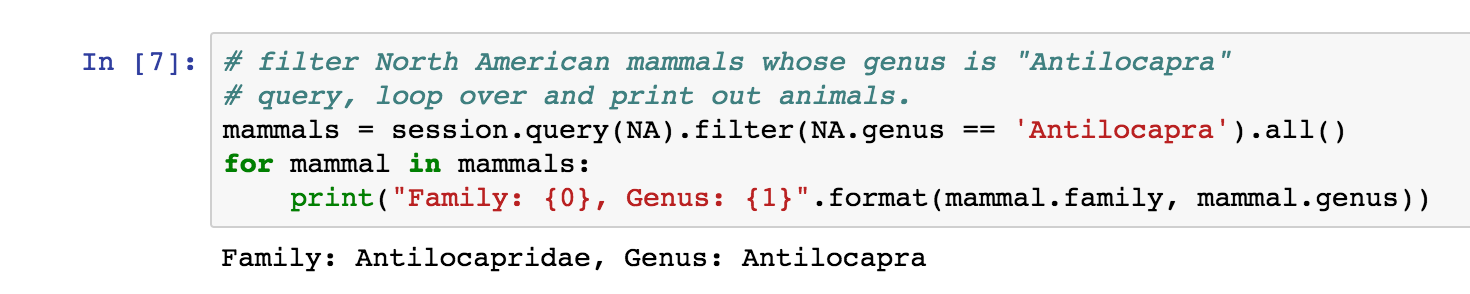 In [7]: # filter North American mammals whose genus is "Antilocapra"
# query, loop over and print out animals.
mammals = session.query(NA).filter(NA.genus == 'Antilocapra').all()
for mammal in mammals:
    print("Family: {0}, Genus: {1}".format(mammal.family, mammal.genus))
Family: Antilocapridae, Genus: Antilocapra